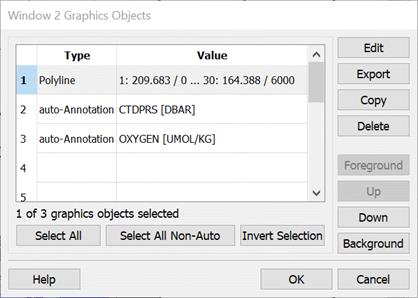 Window 2 Graphics Objects
Type Value
1 Polyline 1: 209.683 / 0 ... 30: 164.388 / 6000
2 auto-Annotation CTDPRS [DBAR]
3 auto-Annotation OXYGEN [UMOL/KG]
4
5
1 of 3 graphics objects selected
Select All Select All Non-Auto Invert Selection
Edit
Export
Copy
Delete
Foreground
Up
Down
Background
Help OK Cancel